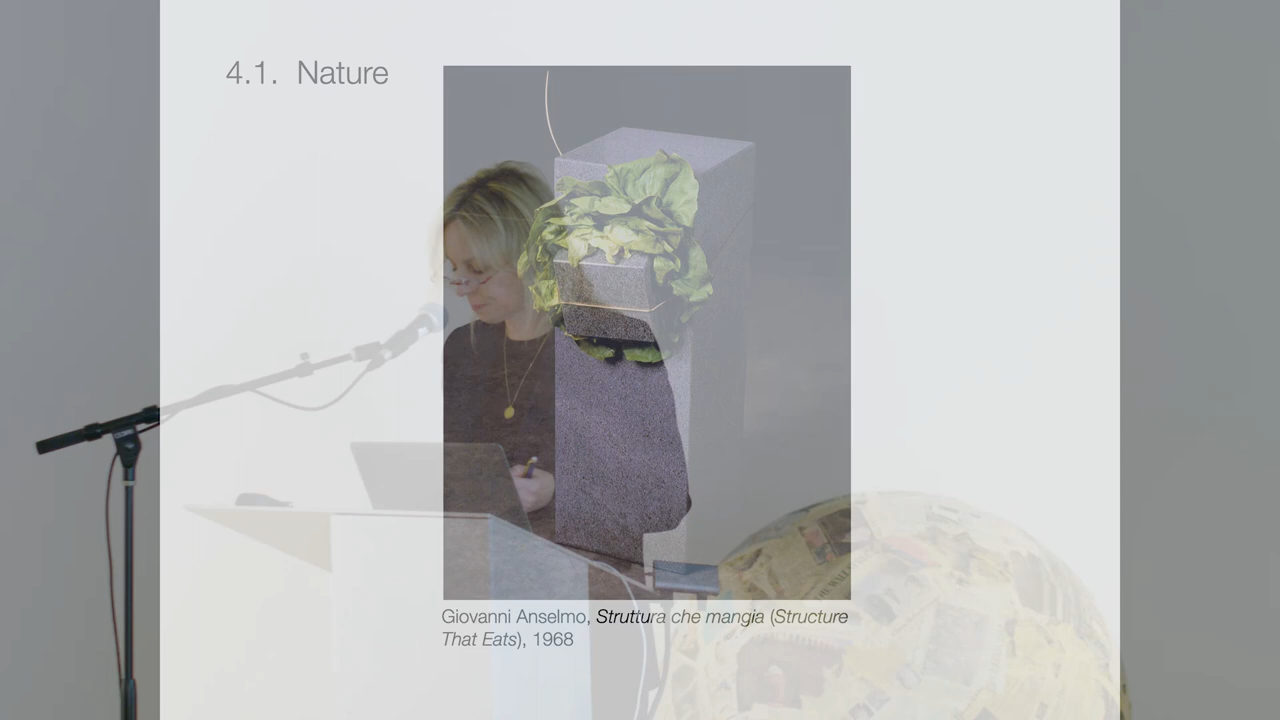 4.1. Nature
Giovanni Anselmo, Struttura che mangia (Structure
That Eats), 1968